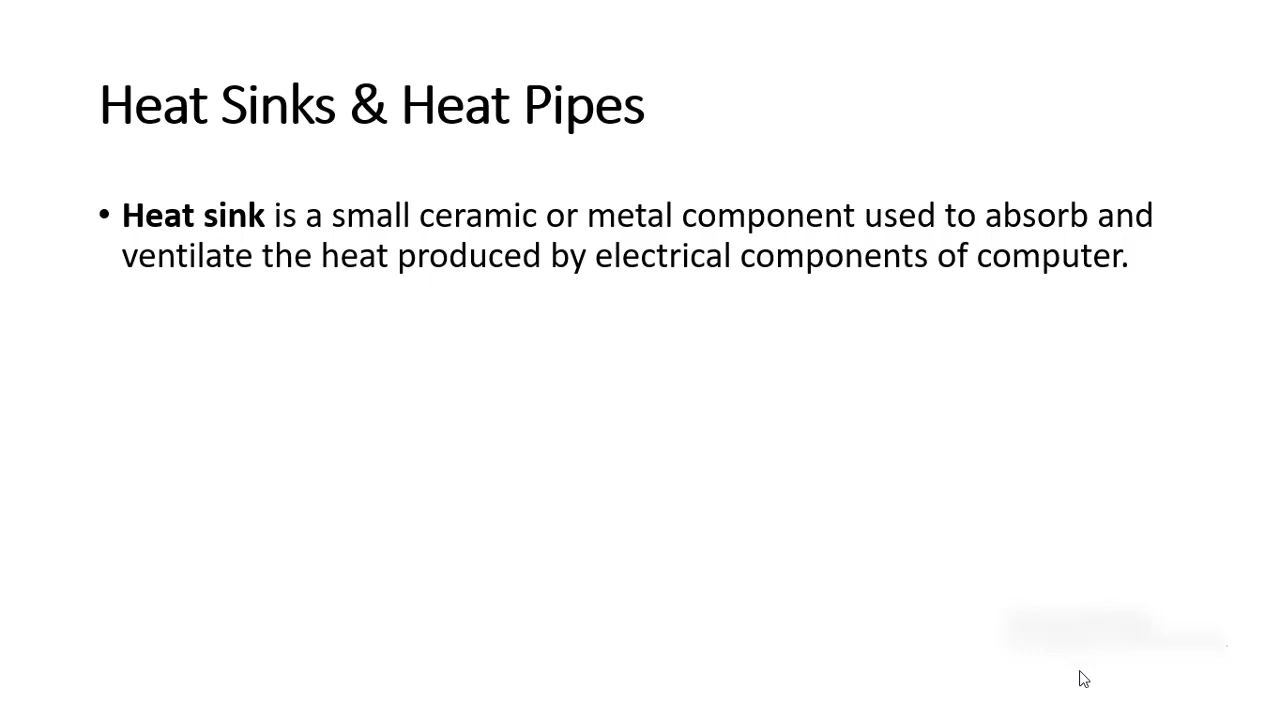 Heat Sinks & Heat Pipes
• Heat sink is a small ceramic or metal component used to absorb and
ventilate the heat produced by electrical components of computer.